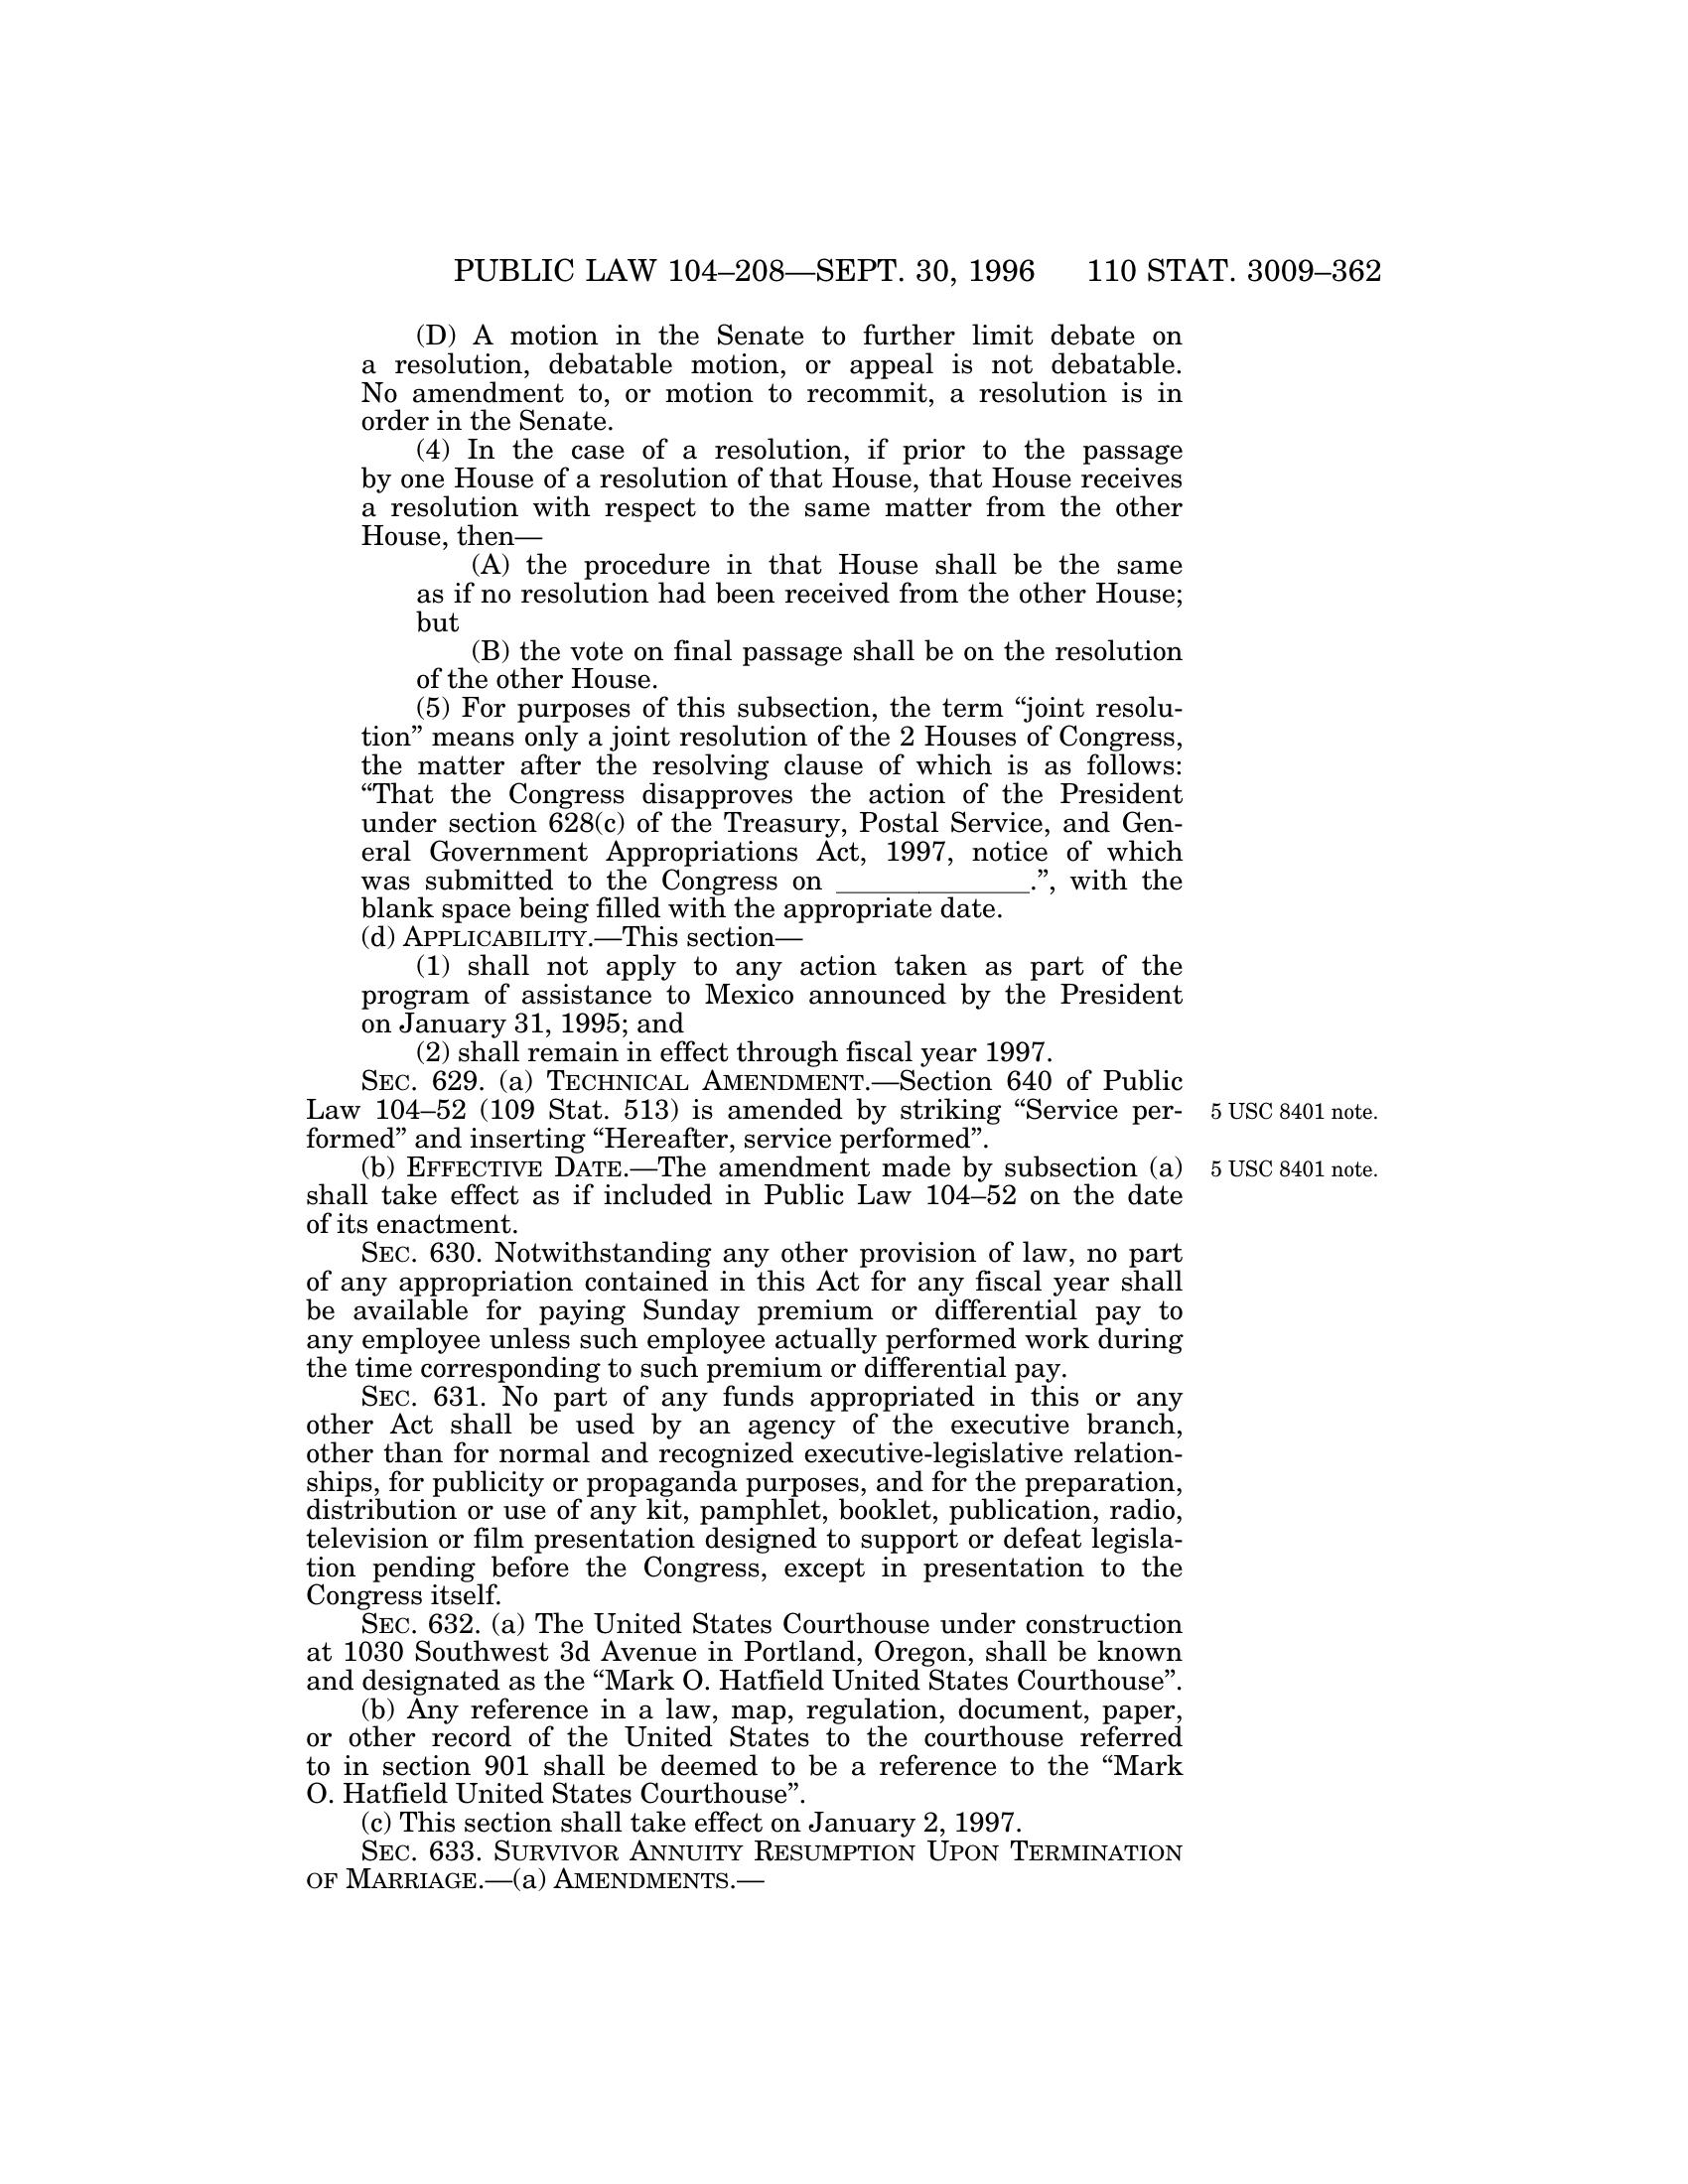 PUBLIC LAW 104–208—SEPT. 30, 1996 110 STAT. 3009–362
(D) A motion in the Senate to further limit debate on
a resolution, debatable motion, or appeal is not debatable.
No amendment to, or motion to recommit, a resolution is in
order in the Senate.
(4) In the case of a resolution, if prior to the passage
by one House of a resolution of that House, that House receives
a resolution with respect to the same matter from the other
House, then—
(A) the procedure in that House shall be the same
as if no resolution had been received from the other House;
but
(B) the vote on final passage shall be on the resolution
of the other House.
(5) For purposes of this subsection, the term “joint resolu-
tion” means only a joint resolution of the 2 Houses of Congress,
the matter after the resolving clause of which is as follows:
“That the Congress disapproves the action of the President
under section 628(c) of the Treasury, Postal Service, and Gen-
eral Government Appropriations Act, 1997, notice of which
was submitted to the Congress on ______________.”, with the
blank space being filled with the appropriate date.
(d) APPLICABILITY.—This section—
(1) shall not apply to any action taken as part of the
program of assistance to Mexico announced by the President
on January 31, 1995; and
(2) shall remain in effect through fiscal year 1997.
SEC. 629. (a) TECHNICAL AMENDMENT.—Section 640 of Public
Law 104–52 (109 Stat. 513) is amended by striking “Service per- 5 USC 8401 note.
formed” and inserting “Hereafter, service performed”.
(b) EFFECTIVE DATE.—The amendment made by subsection (a) 5 USC 8401 note.
shall take effect as if included in Public Law 104–52 on the date
of its enactment.
SEC. 630. Notwithstanding any other provision of law, no part
of any appropriation contained in this Act for any fiscal year shall
be available for paying Sunday premium or differential pay to
any employee unless such employee actually performed work during
the time corresponding to such premium or differential pay.
SEC. 631. No part of any funds appropriated in this or any
other Act shall be used by an agency of the executive branch,
other than for normal and recognized executive-legislative relation-
ships, for publicity or propaganda purposes, and for the preparation,
distribution or use of any kit, pamphlet, booklet, publication, radio,
television or film presentation designed to support or defeat legisla-
tion pending before the Congress, except in presentation to the
Congress itself.
SEC. 632. (a) The United States Courthouse under construction
at 1030 Southwest 3d Avenue in Portland, Oregon, shall be known
and designated as the “Mark O. Hatfield United States Courthouse”.
(b) Any reference in a law, map, regulation, document, paper,
or other record of the United States to the courthouse referred
to in section 901 shall be deemed to be a reference to the “Mark
O. Hatfield United States Courthouse”.
(c) This section shall take effect on January 2, 1997.
SEC. 633. SURVIVOR ANNUITY RESUMPTION UPON TERMINATION
OF MARRIAGE.—(a) AMENDMENTS.—